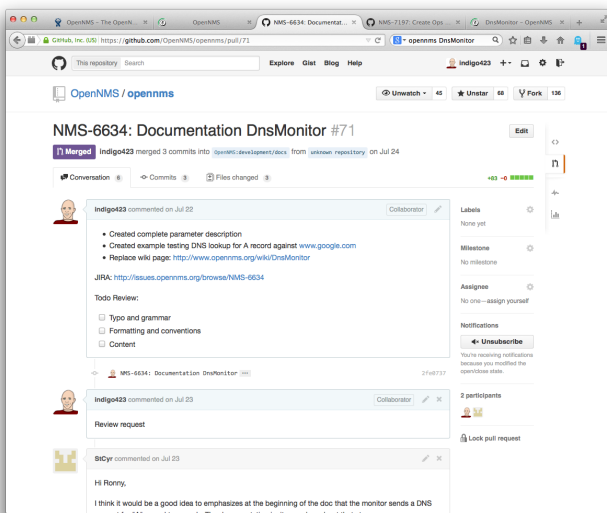 OpenNMS – The OpenN...
OpenNMS
NMS-6634: Documentat...
NMS-7197: Create Ops ...
DnsMonitor – OpenNMS
GitHub, Inc. (US) https://github.com/OpenNMS/opennms/pull/71
opennms DnsMonitor
This repository Search
Explore Gist Blog Help
indigo423
OpenNMS / opennms
Unwatch 45
Unstar 68
Fork 136
NMS-6634: Documentation DnsMonitor #71
Edit
Merged indigo423 merged 3 commits into OpenNMS:development/docs from unknown repository on Jul 24
Conversation 6
Commits 3
Files changed 3
+83 −0
indigo423 commented on Jul 22
Collaborator
Created complete parameter description
Created example testing DNS lookup for A record against www.google.com
Replace wiki page: http://www.opennms.org/wiki/DnsMonitor
JIRA: http://issues.opennms.org/browse/NMS-6634
Todo Review:
Typo and grammar
Formatting and conventions
Content
Labels
None yet
Milestone
No milestone
Assignee
No one – assign yourself
Notifications
Unsubscribe
You're receiving notifications
because you modified the
open/close state.
2 participants
Lock pull request
NMS-6634: Documentation DnsMonitor
indigo423 commented on Jul 23
Collaborator
Review request
StCyr commented on Jul 23
Hi Ronny,
I think it would be a good idea to emphasizes at the beginning of the doc that the monitor sends a DNS